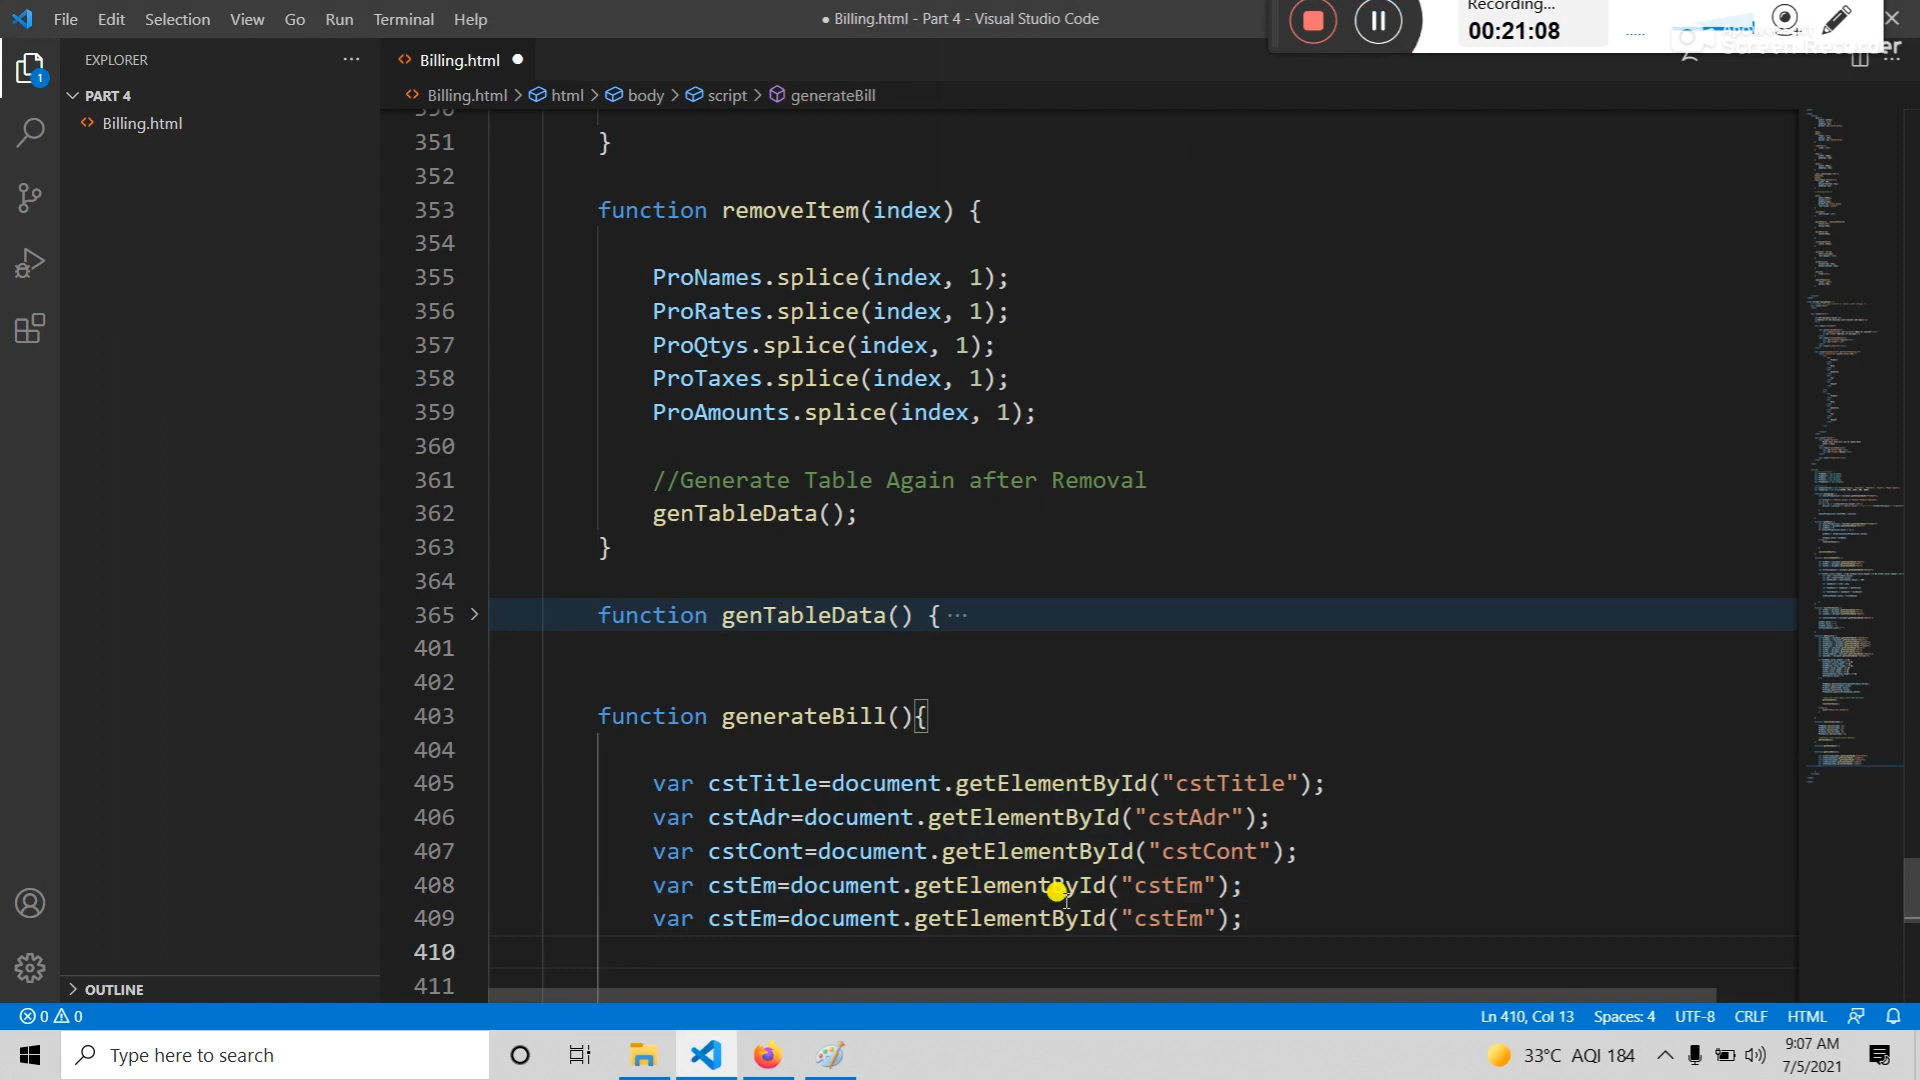 File Edit Selection View Go Run Terminal Help
● Billing.html - Part 4 - Visual Studio Code
Recording...
00:21:08
Screen Recorder
EXPLORER
Billing.html
1
PART 4
Billing.html > html > body > script > generateBill
Billing.html
351 }
352
353 function removeItem(index) {
354
355 ProNames.splice(index, 1);
356 ProRates.splice(index, 1);
357 ProQtys.splice(index, 1);
358 ProTaxes.splice(index, 1);
359 ProAmounts.splice(index, 1);
360
361 //Generate Table Again after Removal
362 genTableData();
363 }
364
365 function genTableData() { ···
401
402
403 function generateBill(){
404
405 var cstTitle=document.getElementById("cstTitle");
406 var cstAdr=document.getElementById("cstAdr");
407 var cstCont=document.getElementById("cstCont");
408 var cstEm=document.getElementById("cstEm");
409 var cstEm=document.getElementById("cstEm");
410
411
OUTLINE
0 0
Ln 410, Col 13 Spaces: 4 UTF-8 CRLF HTML
Type here to search
33°C AQI 184
9:07 AM
7/5/2021